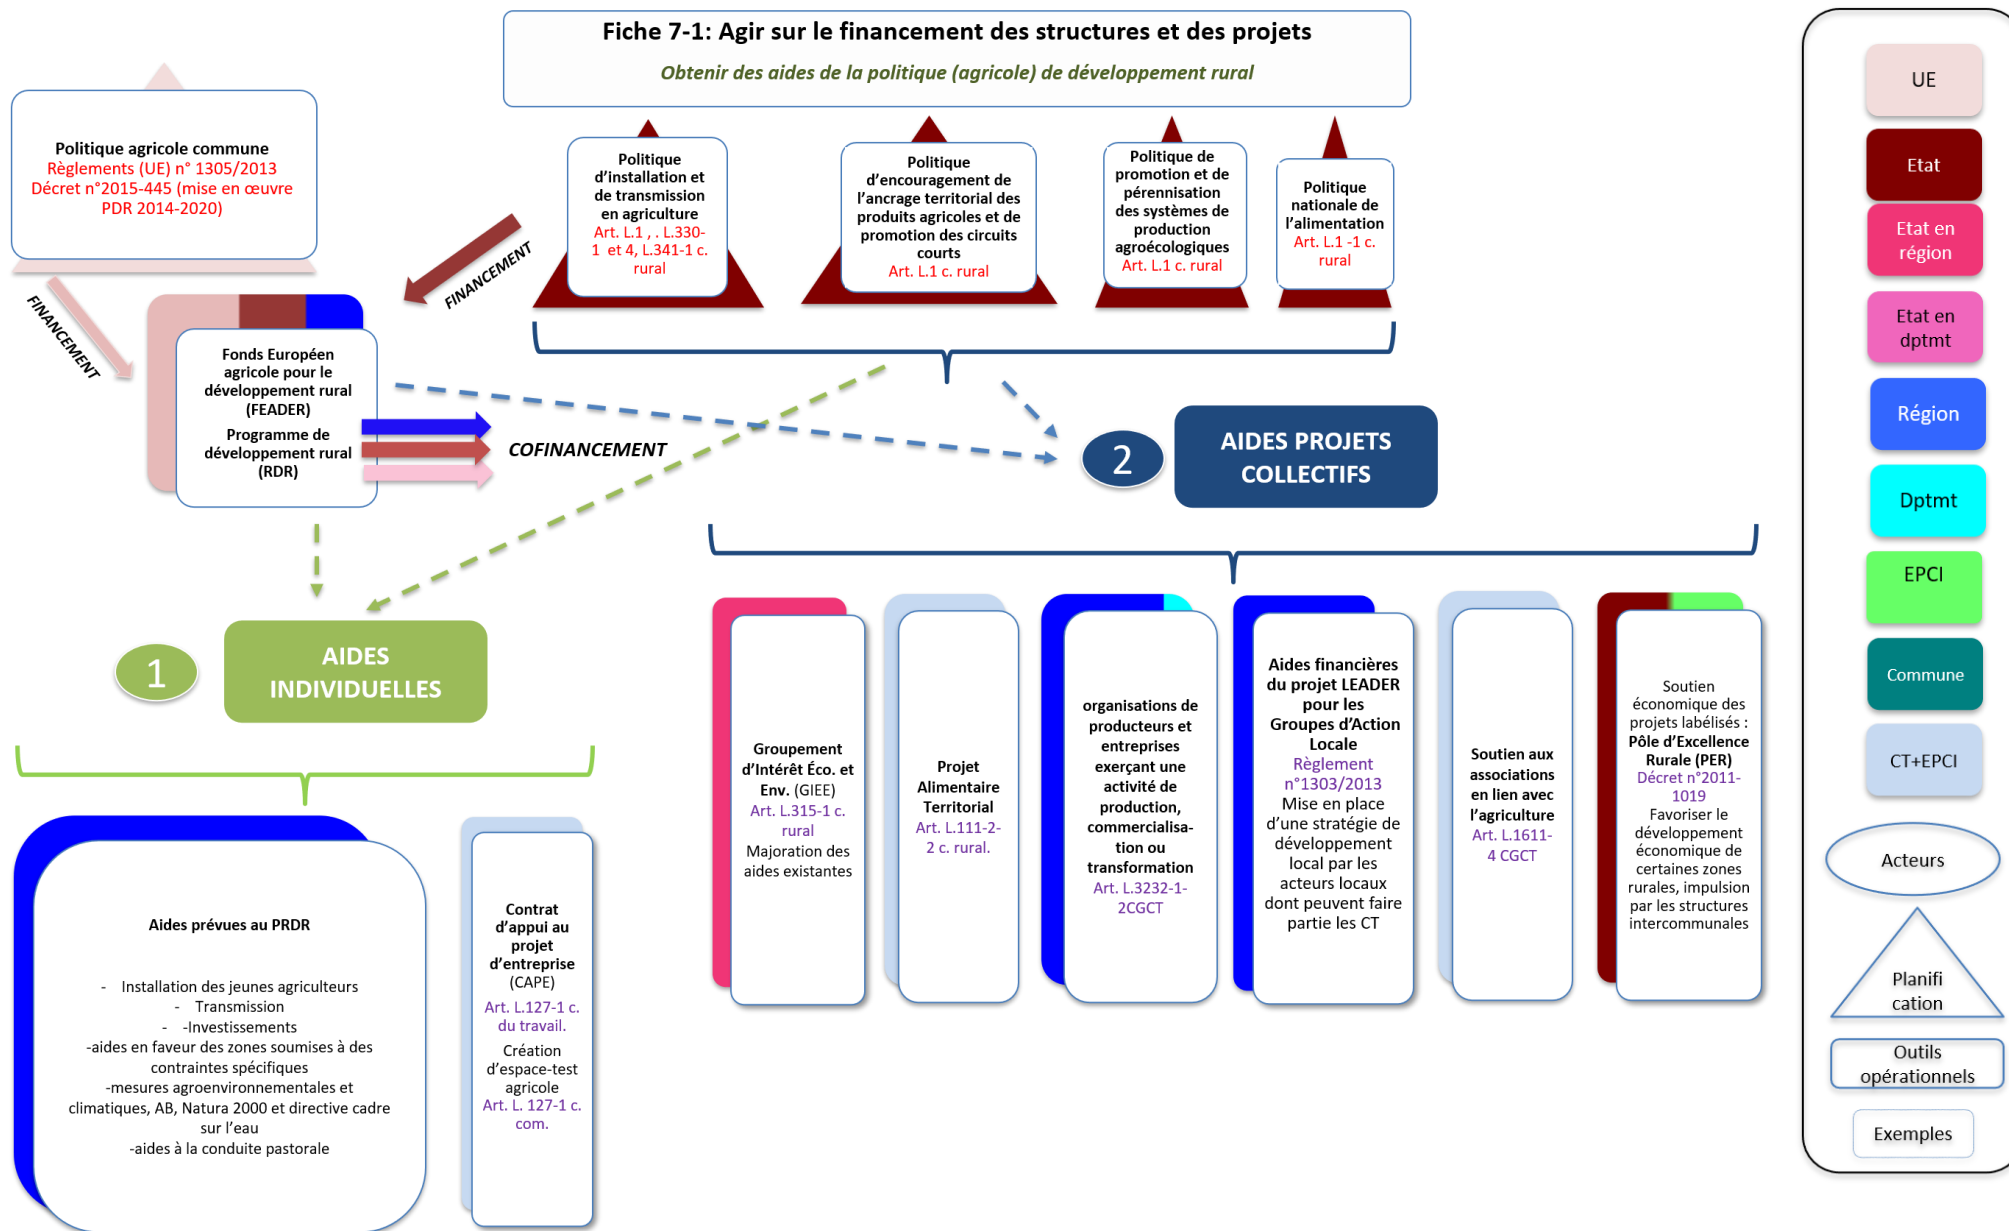 Fiche 7-1: Agir sur le financement des structures et des projets
Obtenir des aides de la politique (agricole) de développement rural
Politique agricole commune
Règlements (UE) n° 1305/2013
Décret n°2015-445 (mise en œuvre
PDR 2014-2020)
Politique
d'installation et
de transmission
en agriculture
Art. L.1 , . L.330-
1 et 4, L.341-1 c.
rural
Politique
d'encouragement de
l'ancrage territorial des
produits agricoles et de
promotion des circuits
courts
Art. L.1 c. rural
Politique de
promotion et de
pérennisation
des systèmes de
production
agroécologiques
Art. L.1 c. rural
Politique
nationale de
l'alimentation
Art. L.1 -1 c.
rural
FINANCEMENT
FINANCEMENT
Fonds Européen
agricole pour le
développement rural
(FEADER)
Programme de
développement rural
(RDR)
COFINANCEMENT
2
AIDES PROJETS
COLLECTIFS
1
AIDES
INDIVIDUELLES
Aides prévues au PRDR
- Installation des jeunes agriculteurs
- Transmission
- -Investissements
-aides en faveur des zones soumises à des
contraintes spécifiques
-mesures agroenvironnementales et
climatiques, AB, Natura 2000 et directive cadre
sur l'eau
-aides à la conduite pastorale
Contrat
d'appui au
projet
d'entreprise
(CAPE)
Art. L.127-1 c.
du travail.
Création
d'espace-test
agricole
Art. L. 127-1 c.
com.
Groupement
d'Intérêt Éco. et
Env. (GIEE)
Art. L.315-1 c.
rural
Majoration des
aides existantes
Projet
Alimentaire
Territorial
Art. L.111-2-
2 c. rural.
organisations de
producteurs et
entreprises
exerçant une
activité de
production,
commercialisa-
tion ou
transformation
Art. L.3232-1-
2CGCT
Aides financières
du projet LEADER
pour les
Groupes d'Action
Locale
Règlement
n°1303/2013
Mise en place
d'une stratégie de
développement
local par les
acteurs locaux
dont peuvent faire
partie les CT
Soutien aux
associations
en lien avec
l'agriculture
Art. L.1611-
4 CGCT
Soutien
économique des
projets labélisés :
Pôle d'Excellence
Rurale (PER)
Décret n°2011-
1019
Favoriser le
développement
économique de
certaines zones
rurales, impulsion
par les structures
intercommunales
UE
Etat
Etat en
région
Etat en
dptmt
Région
Dptmt
EPCI
Commune
CT+EPCI
Acteurs
Planifi
cation
Outils
opérationnels
Exemples